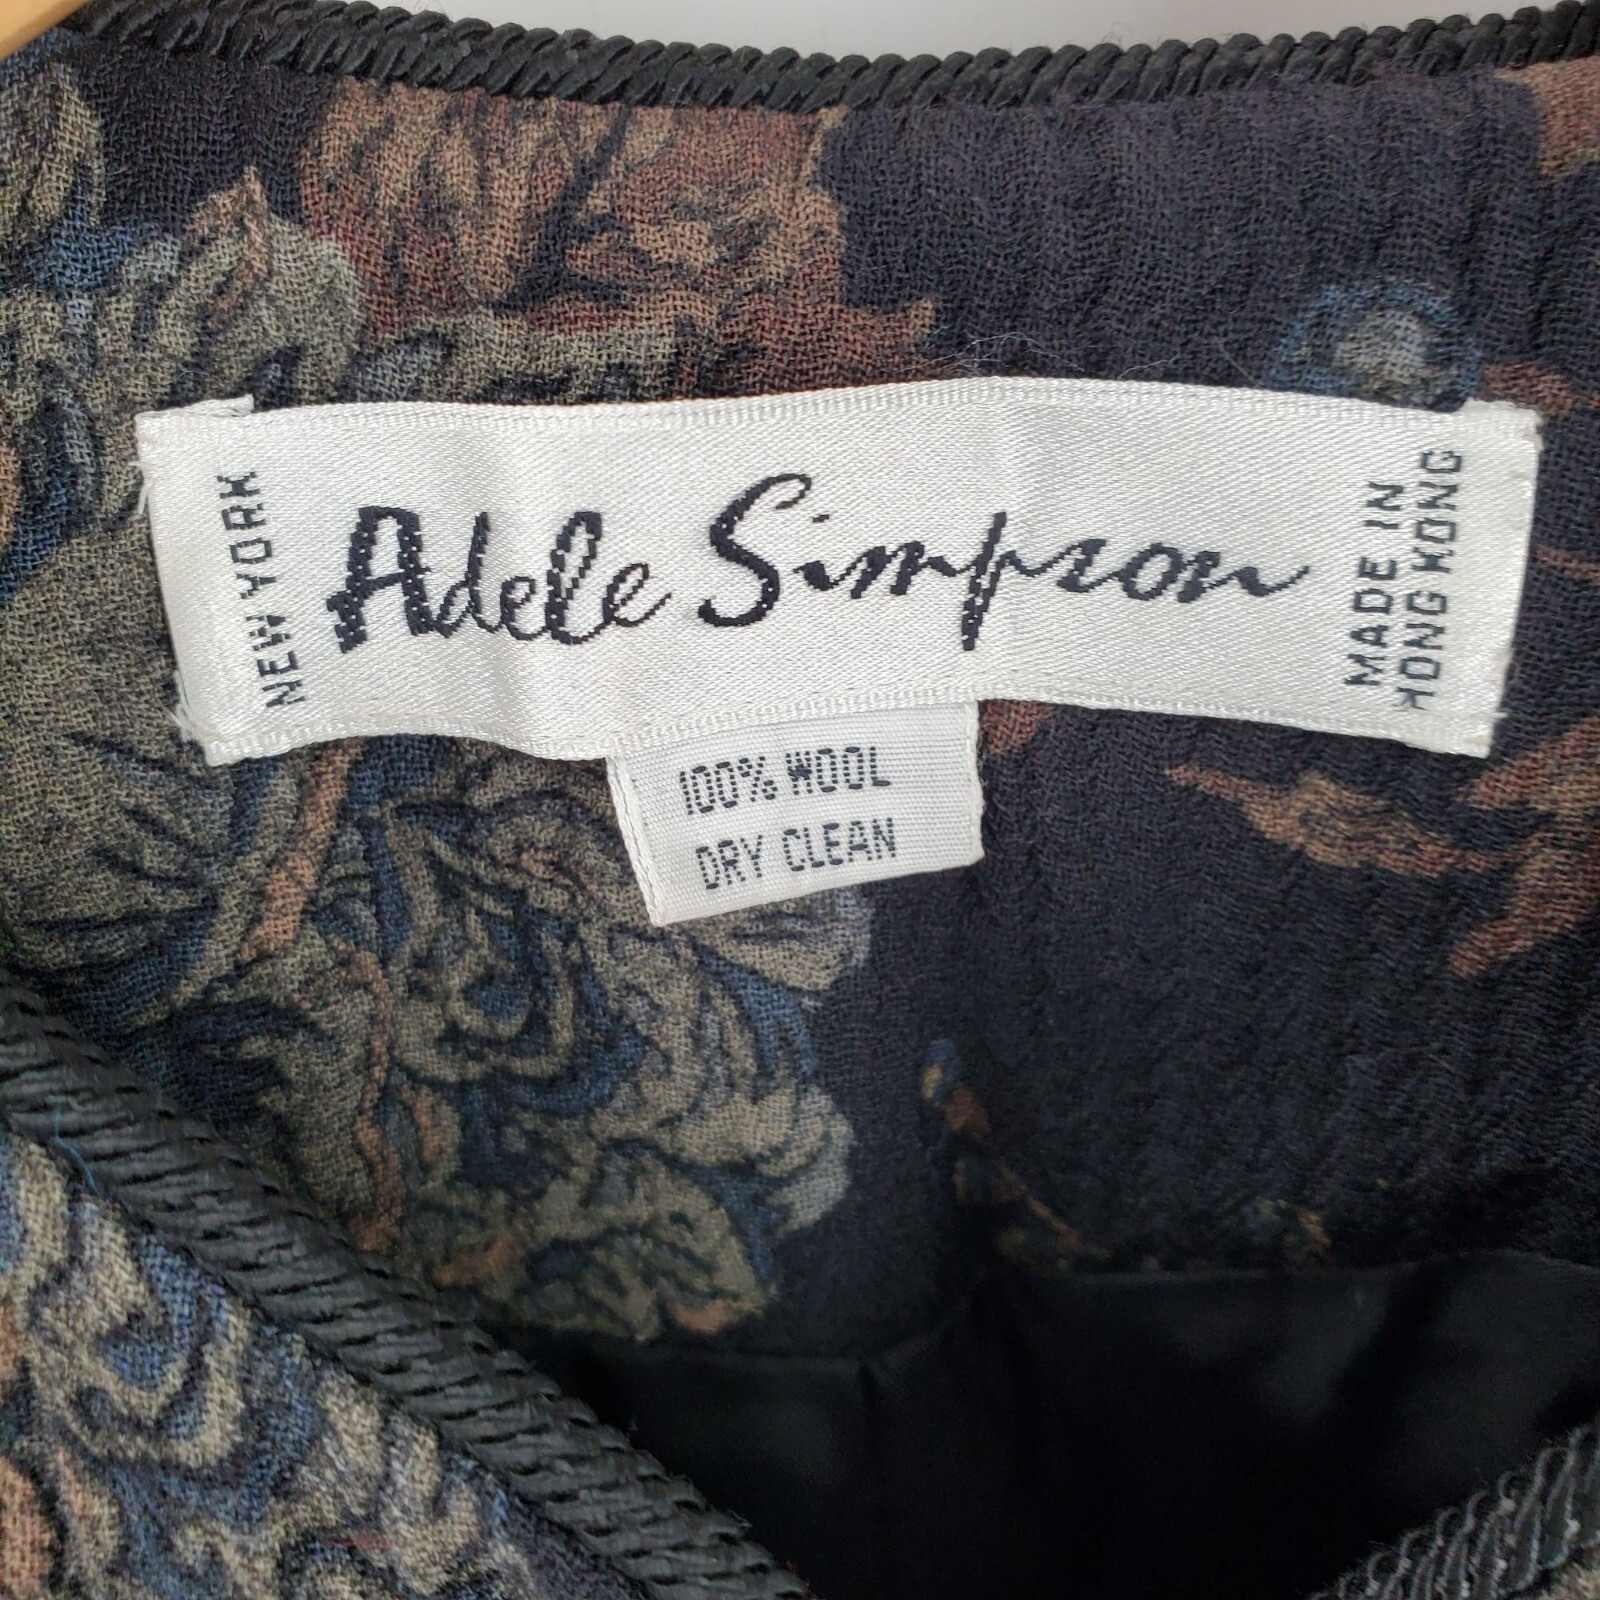 NEW YORK
Adele Simpson
MADE IN
HONG KONG
100% WOOL
DRY CLEAN